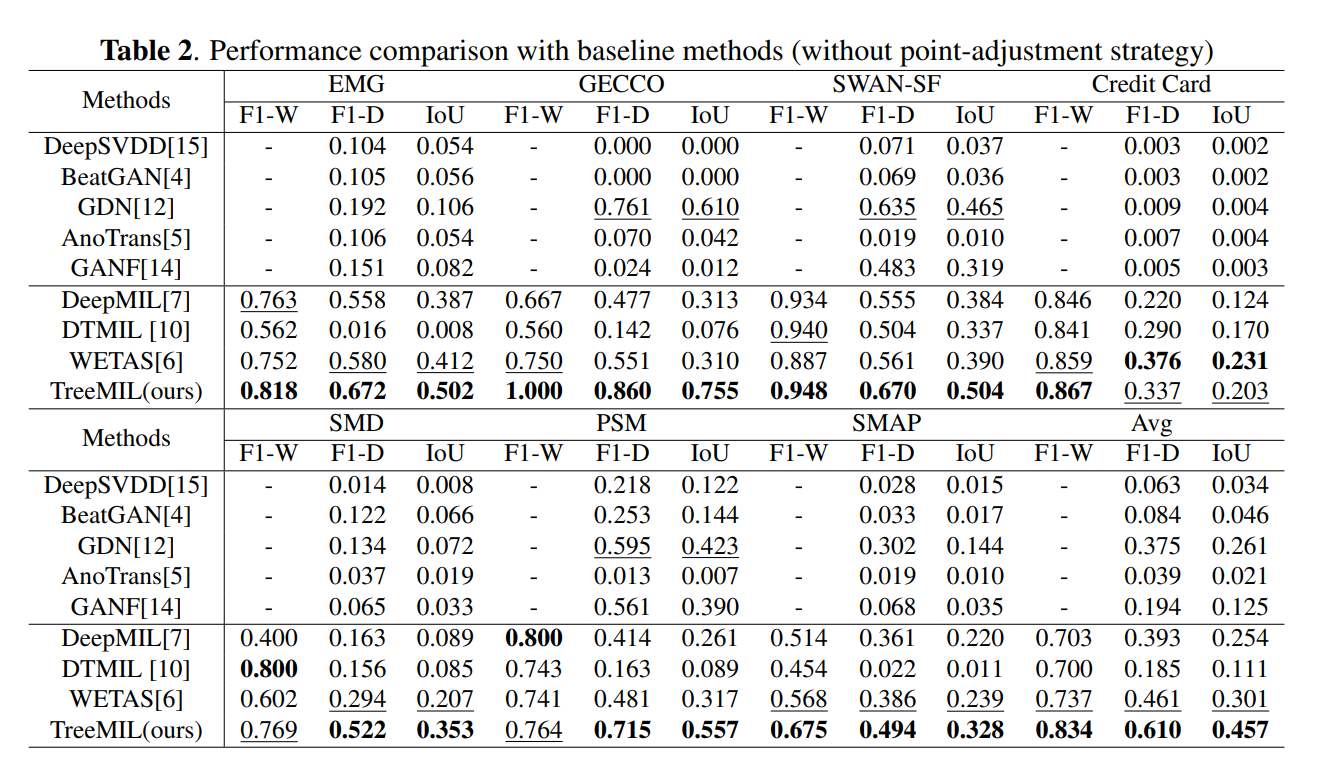 Table 2. Performance comparison with baseline methods (without point-adjustment strategy)
Methods EMG GECCO SWAN-SF Credit Card
F1-W F1-D IoU F1-W F1-D IoU F1-W F1-D IoU F1-W F1-D IoU
DeepSVDD[15] - 0.104 0.054 - 0.000 0.000 - 0.071 0.037 - 0.003 0.002
BeatGAN[4] - 0.105 0.056 - 0.000 0.000 - 0.069 0.036 - 0.003 0.002
GDN[12] - 0.192 0.106 - 0.761 0.610 - 0.635 0.465 - 0.009 0.004
AnoTrans[5] - 0.106 0.054 - 0.070 0.042 - 0.019 0.010 - 0.007 0.004
GANF[14] - 0.151 0.082 - 0.024 0.012 - 0.483 0.319 - 0.005 0.003
DeepMIL[7] 0.763 0.558 0.387 0.667 0.477 0.313 0.934 0.555 0.384 0.846 0.220 0.124
DTMIL [10] 0.562 0.016 0.008 0.560 0.142 0.076 0.940 0.504 0.337 0.841 0.290 0.170
WETAS[6] 0.752 0.580 0.412 0.750 0.551 0.310 0.887 0.561 0.390 0.859 0.376 0.231
TreeMIL(ours) 0.818 0.672 0.502 1.000 0.860 0.755 0.948 0.670 0.504 0.867 0.337 0.203
Methods SMD PSM SMAP Avg
F1-W F1-D IoU F1-W F1-D IoU F1-W F1-D IoU F1-W F1-D IoU
DeepSVDD[15] - 0.014 0.008 - 0.218 0.122 - 0.028 0.015 - 0.063 0.034
BeatGAN[4] - 0.122 0.066 - 0.253 0.144 - 0.033 0.017 - 0.084 0.046
GDN[12] - 0.134 0.072 - 0.595 0.423 - 0.302 0.144 - 0.375 0.261
AnoTrans[5] - 0.037 0.019 - 0.013 0.007 - 0.019 0.010 - 0.039 0.021
GANF[14] - 0.065 0.033 - 0.561 0.390 - 0.068 0.035 - 0.194 0.125
DeepMIL[7] 0.400 0.163 0.089 0.800 0.414 0.261 0.514 0.361 0.220 0.703 0.393 0.254
DTMIL [10] 0.800 0.156 0.085 0.743 0.163 0.089 0.454 0.022 0.011 0.700 0.185 0.111
WETAS[6] 0.602 0.294 0.207 0.741 0.481 0.317 0.568 0.386 0.239 0.737 0.461 0.301
TreeMIL(ours) 0.769 0.522 0.353 0.764 0.715 0.557 0.675 0.494 0.328 0.834 0.610 0.457